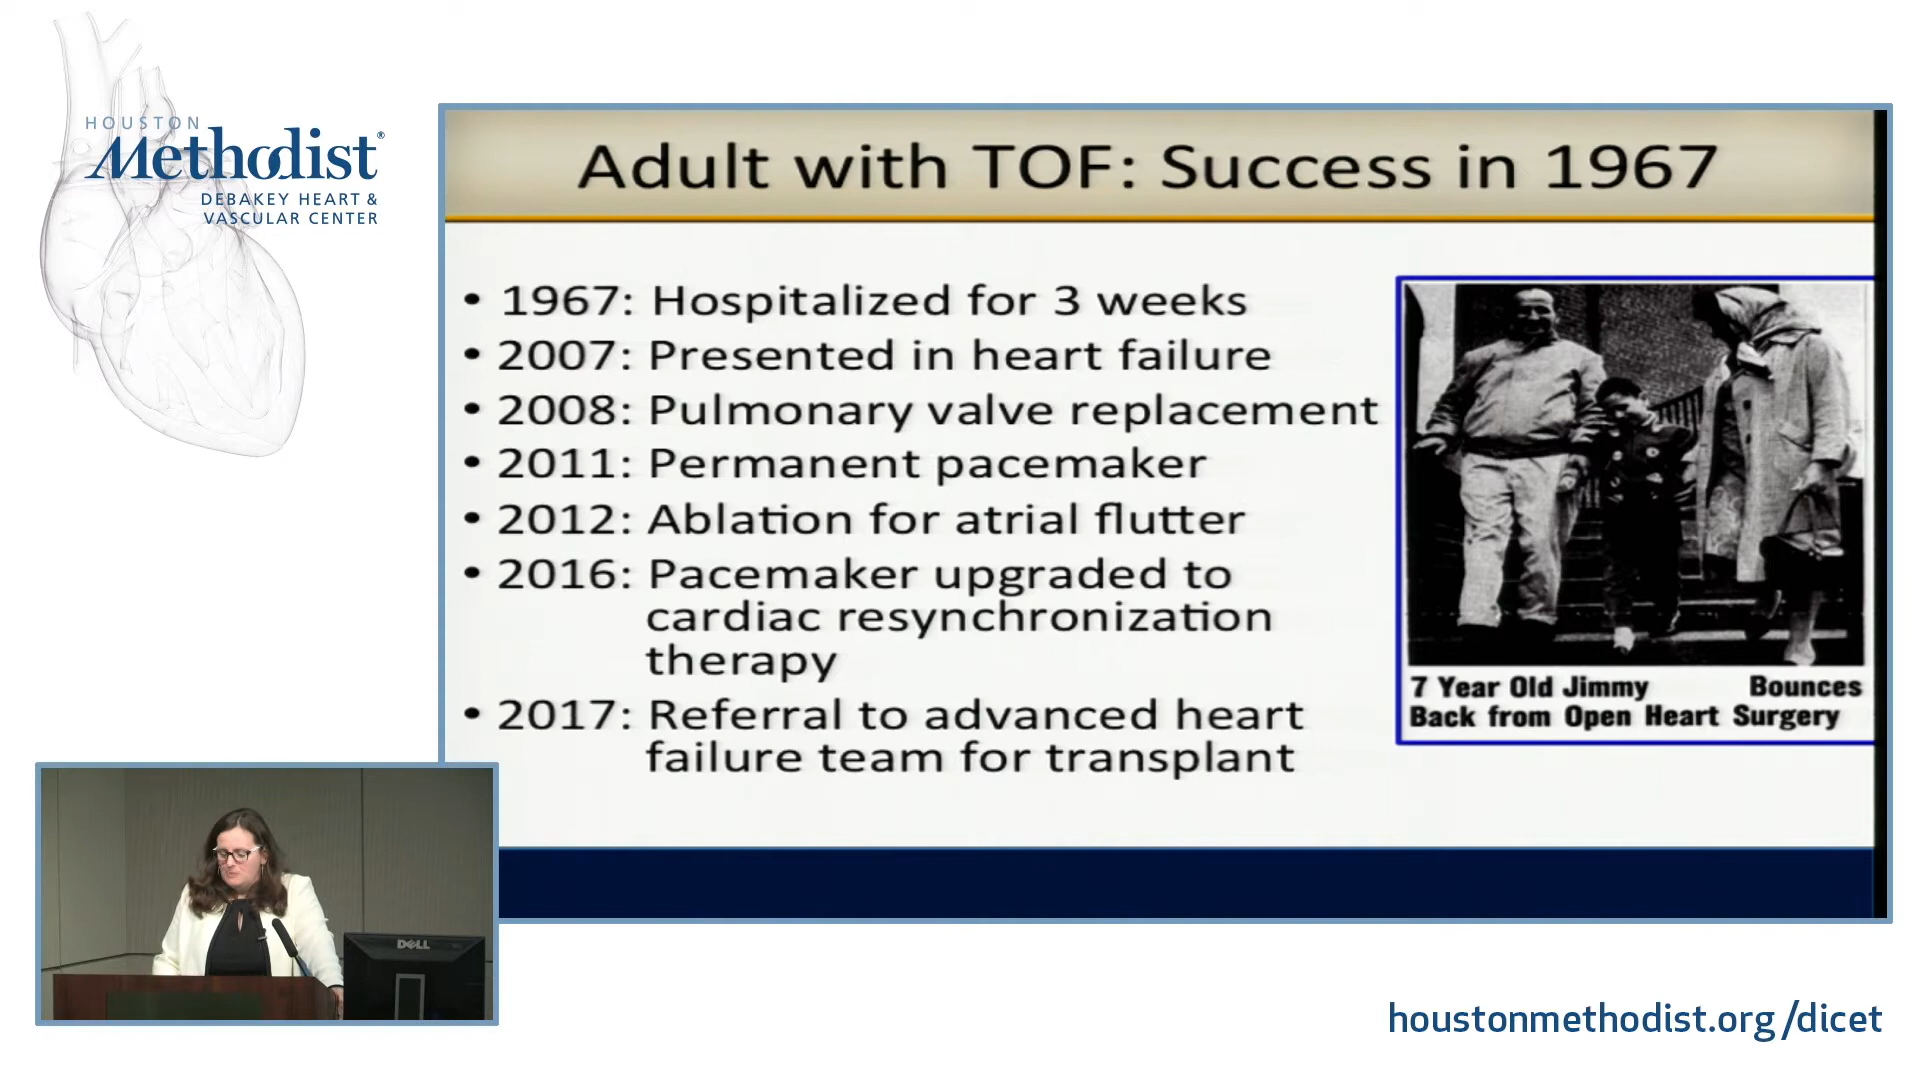 HOUSTON
Methodist®
DEBAKEY HEART &
VASCULAR CENTER
Adult with TOF: Success in 1967
• 1967: Hospitalized for 3 weeks
• 2007: Presented in heart failure
• 2008: Pulmonary valve replacement
• 2011: Permanent pacemaker
• 2012: Ablation for atrial flutter
• 2016: Pacemaker upgraded to
cardiac resynchronization
therapy
• 2017: Referral to advanced heart
failure team for transplant
7 Year Old Jimmy Bounces
Back from Open Heart Surgery
DELL
houstonmethodist.org/dicet